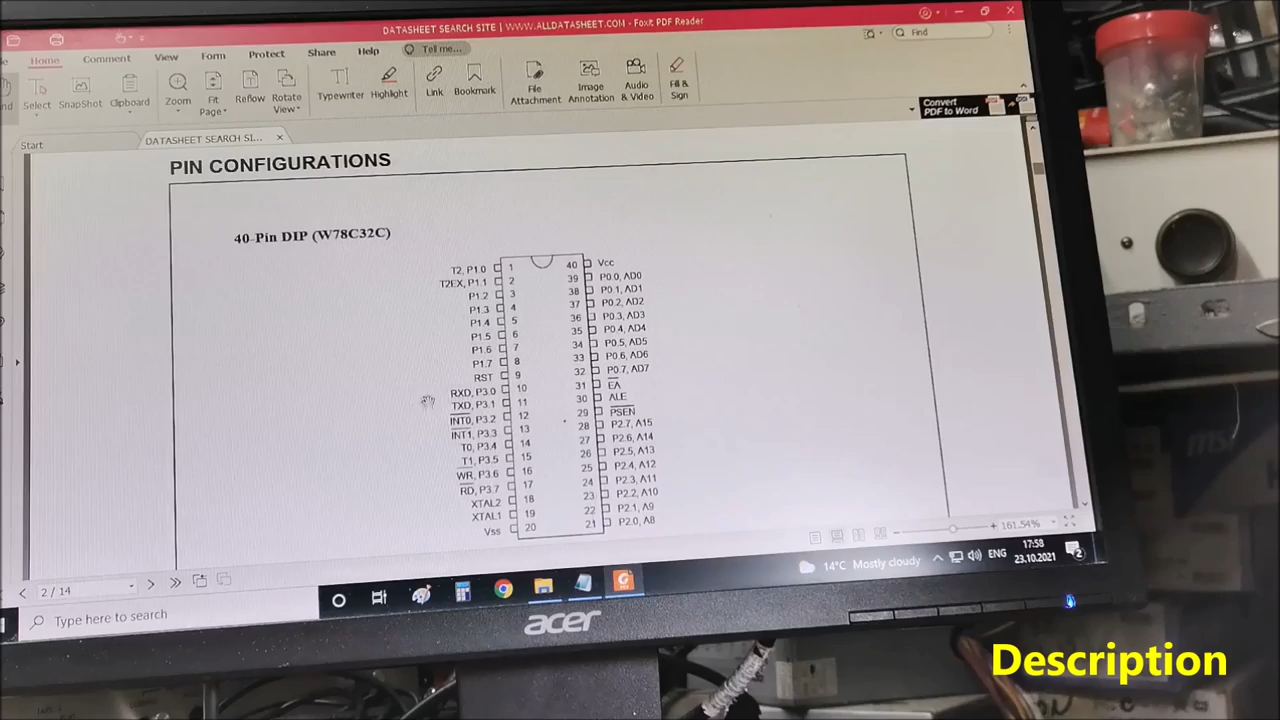 DATASHEET SEARCH SITE | WWW.ALLDATASHEET.COM - Foxit PDF Reader
Home Comment View Form Protect Share Help Tell me... Find
Select SnapShot Clipboard Zoom Fit Page Reflow Rotate View Typewriter Highlight Link Bookmark File Attachment Image Annotation Audio & Video Fill & Sign
Convert PDF to Word
Start DATASHEET SEARCH SI...
PIN CONFIGURATIONS
40-Pin DIP (W78C32C)
T2, P1.0 1 40 Vcc
T2EX, P1.1 2 39 P0.0, AD0
P1.2 3 38 P0.1, AD1
P1.3 4 37 P0.2, AD2
P1.4 5 36 P0.3, AD3
P1.5 6 35 P0.4, AD4
P1.6 7 34 P0.5, AD5
P1.7 8 33 P0.6, AD6
RST 9 32 P0.7, AD7
RXD, P3.0 10 31 EA
TXD, P3.1 11 30 ALE
INT0, P3.2 12 29 PSEN
INT1, P3.3 13 28 P2.7, A15
T0, P3.4 14 27 P2.6, A14
T1, P3.5 15 26 P2.5, A13
WR, P3.6 16 25 P2.4, A12
RD, P3.7 17 24 P2.3, A11
XTAL2 18 23 P2.2, A10
XTAL1 19 22 P2.1, A9
Vss 20 21 P2.0, A8
2 / 14 161.54%
Type here to search 14°C Mostly cloudy ENG 17:58
23.10.2021 2
acer
Description